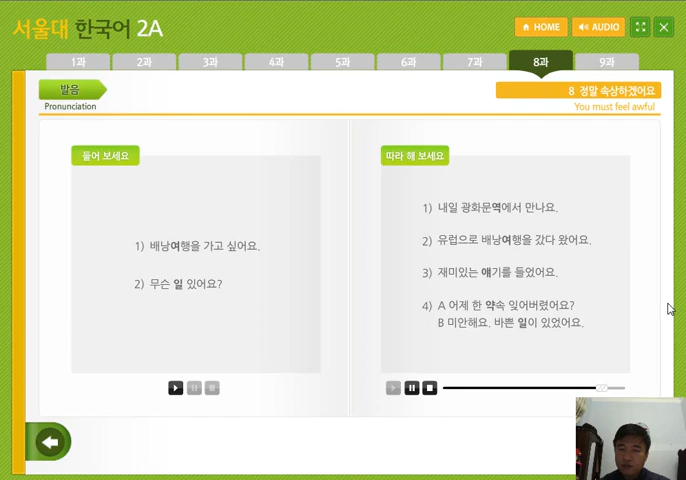 서울대 한국어 2A
HOME
AUDIO
1과
2과
3과
4과
5과
6과
7과
8과
9과
발음
Pronunciation
8 정말 속상하겠어요
You must feel awful
들어 보세요
1) 배낭여행을 가고 싶어요.
2) 무슨 일 있어요?
따라 해 보세요
1) 내일 광화문역에서 만나요.
2) 유럽으로 배낭여행을 갔다 왔어요.
3) 재미있는 얘기를 들었어요.
4) A 어제 한 약속 잊어버렸어요?
B 미안해요. 바쁜 일이 있었어요.